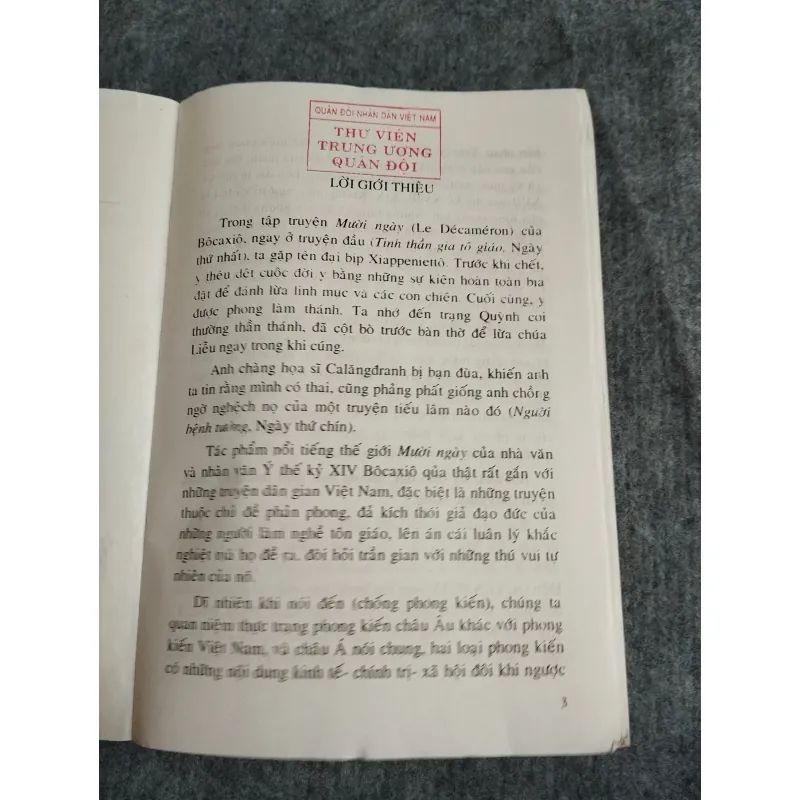 QUÂN ĐỘI NHÂN DÂN VIỆT NAM
THƯ VIỆN
TRUNG ƯƠNG
QUÂN ĐỘI
LỜI GIỚI THIỆU
Trong tập truyện Mười ngày (Le Décaméron) của
Bôcaxiô, ngay ở truyện đầu (Tinh thần gia tô giáo, Ngày
thứ nhất), ta gặp tên đại bịp Xiappeniettô. Trước khi chết,
y thêu dệt cuộc đời y bằng những sự kiện hoàn toàn bịa
đặt để đánh lừa linh mục và các con chiên. Cuối cùng, y
được phong làm thánh. Ta nhớ đến trạng Quỳnh coi
thường thần thánh, đã cột bò trước bàn thờ để lừa chúa
Liễu ngay trong khi cúng.
Anh chàng họa sĩ Calăngđranh bị bạn đùa, khiến anh
ta tin rằng mình có thai, cũng phảng phất giống anh chồng
ngờ nghệch nọ của một truyện tiếu lâm nào đó (Người
bệnh tưởng, Ngày thứ chín).
Tác phẩm nổi tiếng thế giới Mười ngày của nhà văn
và nhân văn Ý thế kỷ XIV Bôcaxiô qủa thật rất gần với
những truyện dân gian Việt Nam, đặc biệt là những truyện
thuộc chủ đề phản phong, đả kích thói giả đạo đức của
những người làm nghề tôn giáo, lên án cái luân lý khắc
nghiệt mà họ đề ra, đòi hỏi trần gian với những thú vui tự
nhiên của nó.
Dĩ nhiên khi nói đến (chống phong kiến), chúng ta
quan niệm thực trạng phong kiến châu Âu khác với phong
kiến Việt Nam, và châu Á nói chung, hai loại phong kiến
có những nội dung kinh tế- chính trị- xã hội đôi khi ngược
3